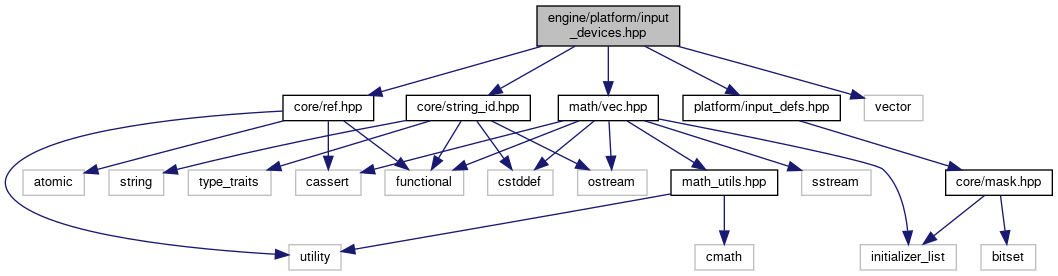 engine/platform/input
_devices.hpp
core/ref.hpp
core/string_id.hpp
math/vec.hpp
platform/input_defs.hpp
vector
atomic
string
type_traits
cassert
functional
cstddef
ostream
math_utils.hpp
sstream
core/mask.hpp
utility
cmath
initializer_list
bitset